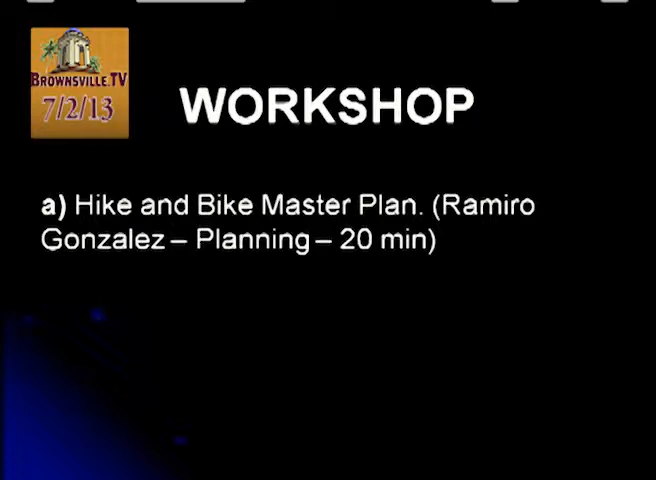 BROWNSVILLE.TV
7/2/13
WORKSHOP
a) Hike and Bike Master Plan. (Ramiro
Gonzalez – Planning – 20 min)